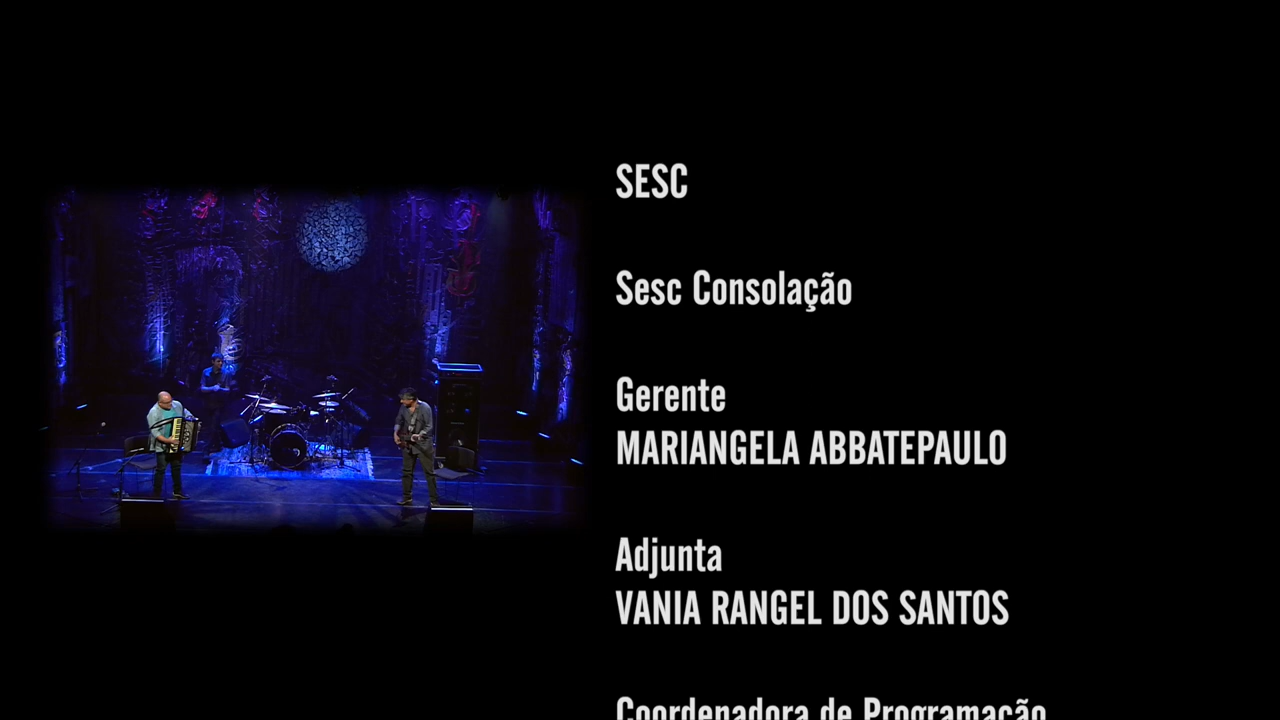 SESC
Sesc Consolação
Gerente
MARIANGELA ABBATEPAULO
Adjunta
VANIA RANGEL DOS SANTOS
Coordenadora de Programação